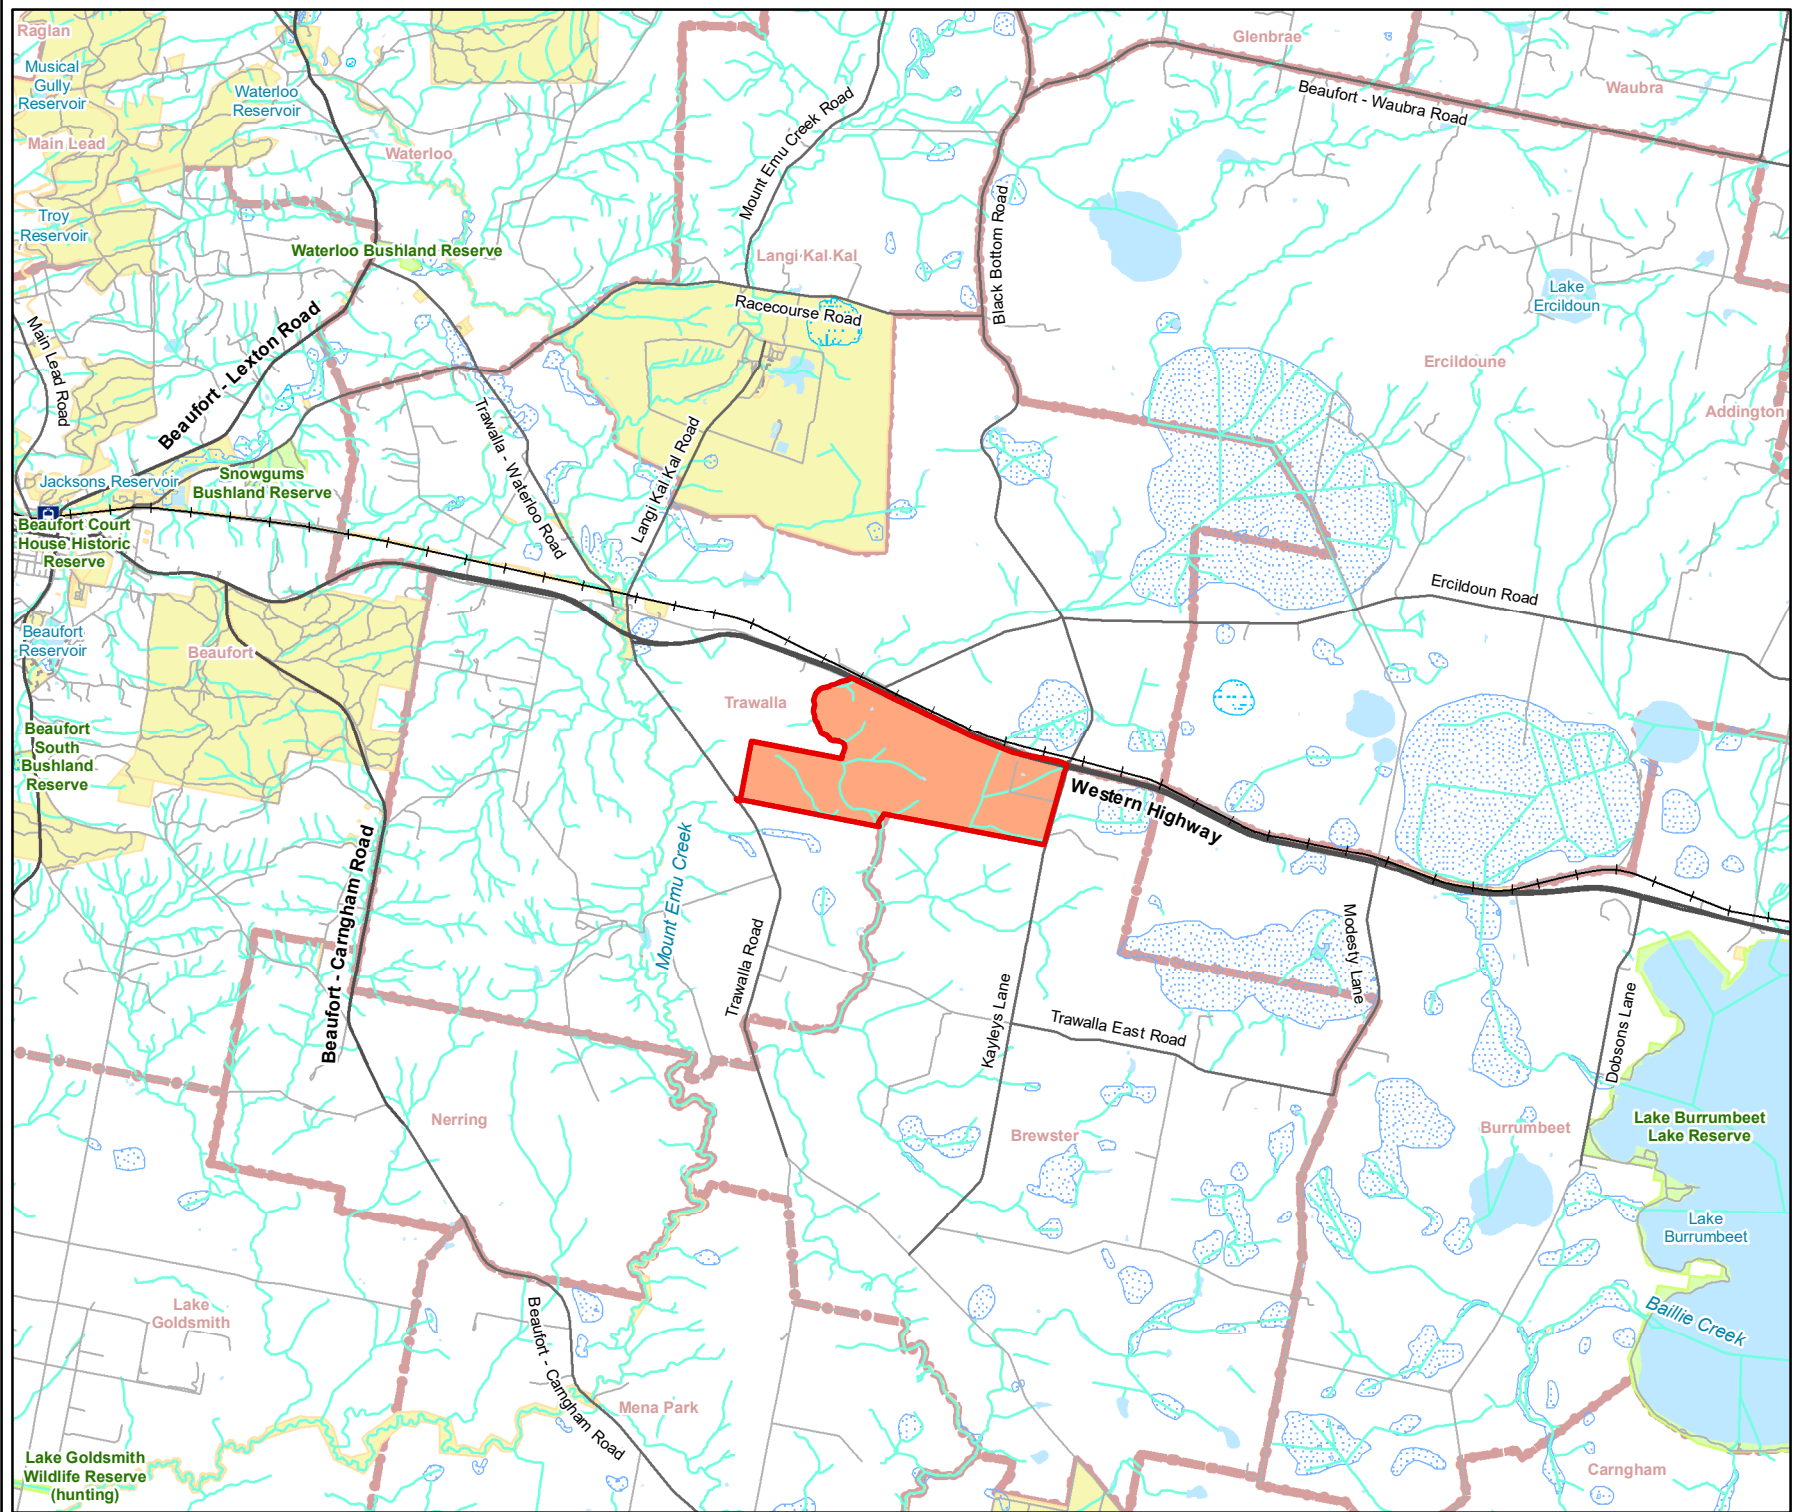 Raglan
Glenbrae
Musical
Gully
Reservoir
Waterloo
Reservoir
Waubra
Beaufort - Waubra Road
Mount Emu Creek Road
Main Lead
Waterloo
Troy
Reservoir
Waterloo Bushland Reserve
Langi Kal Kal
Black Bottom Road
Lake
Ercildoun
Racecourse Road
Main Lead Road
Beaufort - Lexton Road
Ercildoune
Addington
Trawalla - Waterloo Road
Langi Kal Kal Road
Jacksons Reservoir
Snowgums
Bushland Reserve
Beaufort Court
House Historic
Reserve
Ercildoun Road
Beaufort
Reservoir
Beaufort
Trawalla
Beaufort
South
Bushland
Reserve
Western Highway
Beaufort - Carngham Road
Mount Emu Creek
Trawalla Road
Modesty Lane
Kayleys Lane
Trawalla East Road
Dobsons Lane
Nerring
Brewster
Burrumbeet
Lake Burrumbeet
Lake Reserve
Lake
Burrumbeet
Lake
Goldsmith
Baillie Creek
Beaufort - Carngham Road
Mena Park
Lake Goldsmith
Wildlife Reserve
(hunting)
Carngham